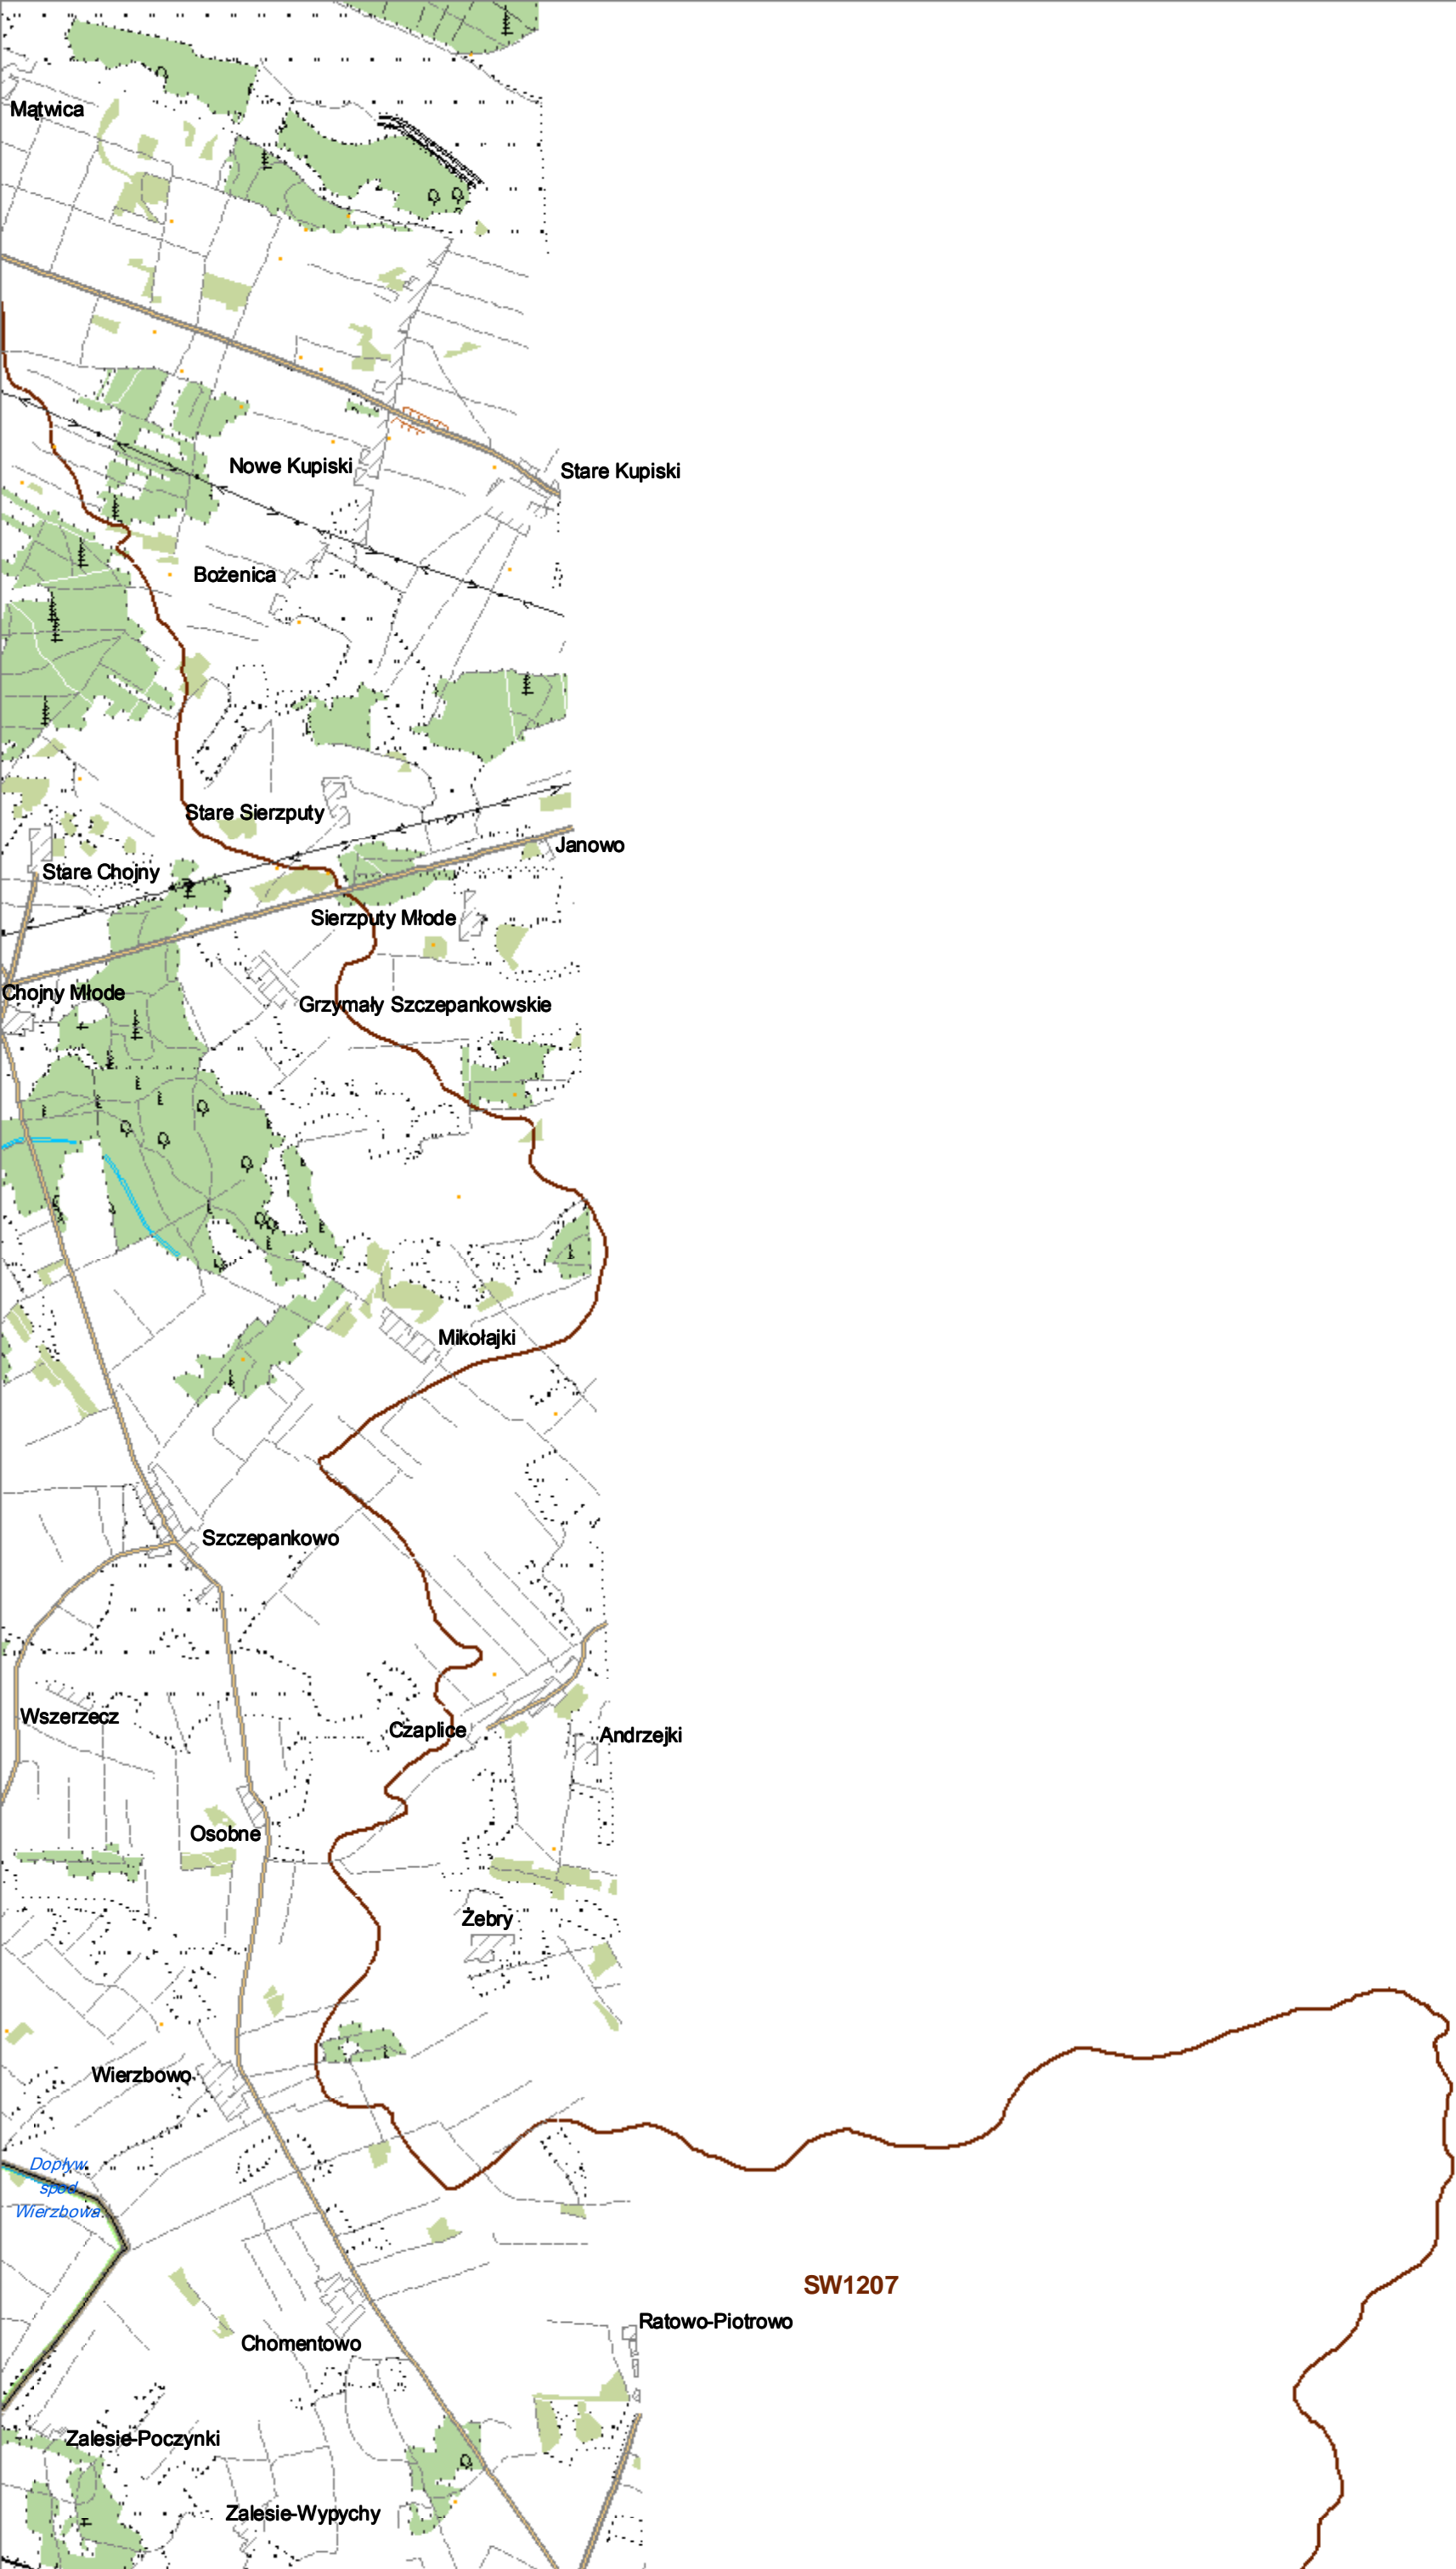 Mątwica
Nowe Kupiski
Stare Kupiski
Bożenica
Stare Sierzputy
Janowo
Stare Chojny
Sierzputy Młode
Chojny Młode
Grzymały Szczepankowskie
Mikołajki
Szczepankowo
Wszerzecz
Czaplice
Andrzejki
Osobne
Żebry
Wierzbowo
Dopływ
spod
Wierzbowa
SW1207
Ratowo-Piotrowo
Chomentowo
Zalesie-Poczynki
Zalesie-Wypychy